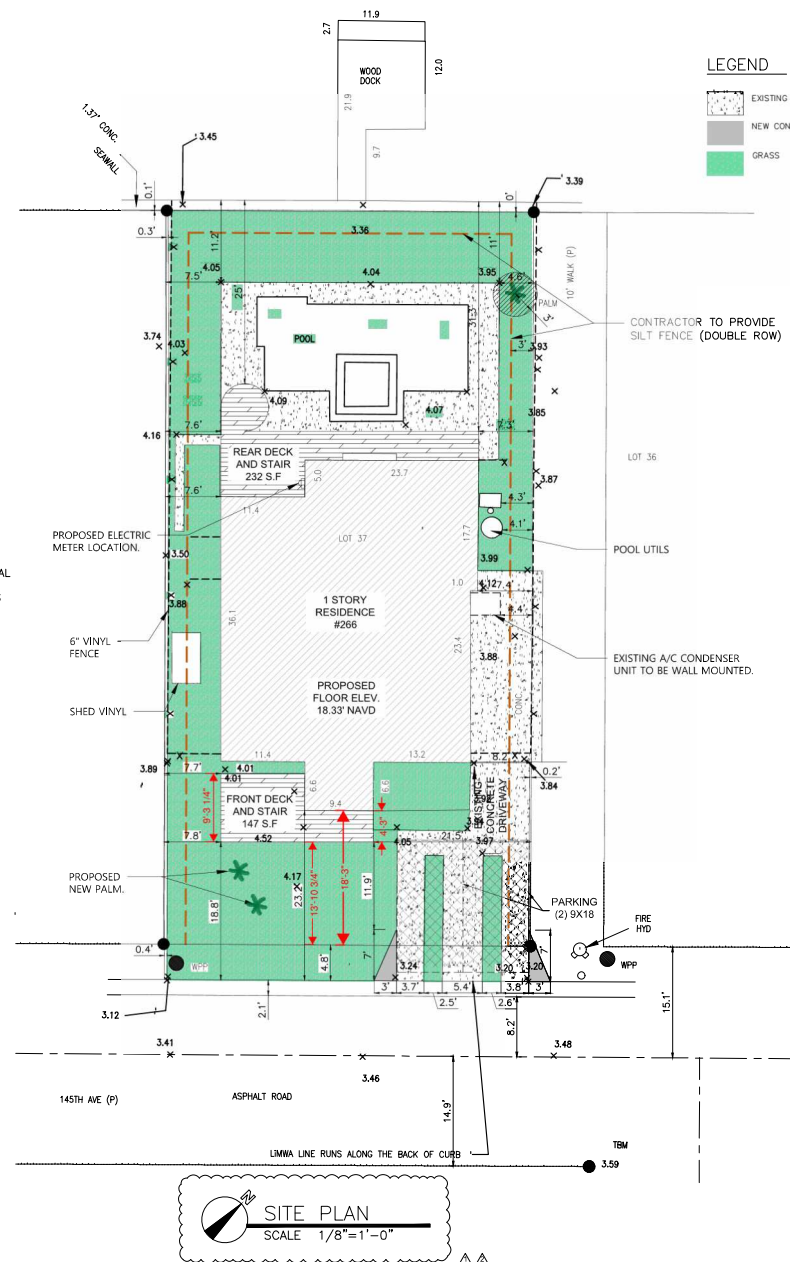 11.9
2.7
WOOD
DOCK
12.0
21.9
9.7
LEGEND
EXISTING
NEW CON
GRASS
1.37' CONC.
SEAWALL
3.45
0.1'
0'
3.39
0.3'
3.36
11.2'
11'
4.05
4.04
3.95
7.5'
4.6'
PALM
3'
10' WALK (P)
25'
31.3'
CONTRACTOR TO PROVIDE
SILT FENCE (DOUBLE ROW)
3.74
4.03
POOL
3'
3.93
4.09
4.07
3.85
4.16
7.6'
7.3'
REAR DECK
AND STAIR
232 S.F
5.0
23.7
LOT 36
3.87
7.6'
11.4
4.3'
4.1'
PROPOSED ELECTRIC
METER LOCATION.
LOT 37
17.7
POOL UTILS
3.50
3.99
AL
1.0
4.12
7.4'
3.88
1 STORY
RESIDENCE
#266
4.4'
36.1
23.4
6" VINYL
FENCE
3.88
EXISTING A/C CONDENSER
UNIT TO BE WALL MOUNTED.
PROPOSED
FLOOR ELEV.
18.33' NAVD
SHED VINYL
CONC.
11.4
13.2
8.2'
3.89
7.7'
4.01
4.01
0.2'
3.84
9'-3 1/4"
FRONT DECK
AND STAIR
147 S.F
6.6
6.6
9.4
4'-3"
EXISTING
CONCRETE
DRIVEWAY
7.8'
4.52
4.05
21.5'
3.97
PROPOSED
NEW PALM.
4.17
23.2'
13'-10 3/4"
18'-3"
11.9'
18.8'
PARKING
(2) 9X18
FIRE
HYD
0.4'
WPP
4.8'
7'
7'
3.24
3.20
3.20
WPP
3'
3.7'
5.4'
3.8'
3'
2.5'
2.6'
3.12
2.1'
8.2'
15.1'
3.41
3.46
3.48
145TH AVE (P)
ASPHALT ROAD
14.9'
LiMWA LINE RUNS ALONG THE BACK OF CURB
TBM
3.59
N
SITE PLAN
SCALE 1/8"=1'-0"